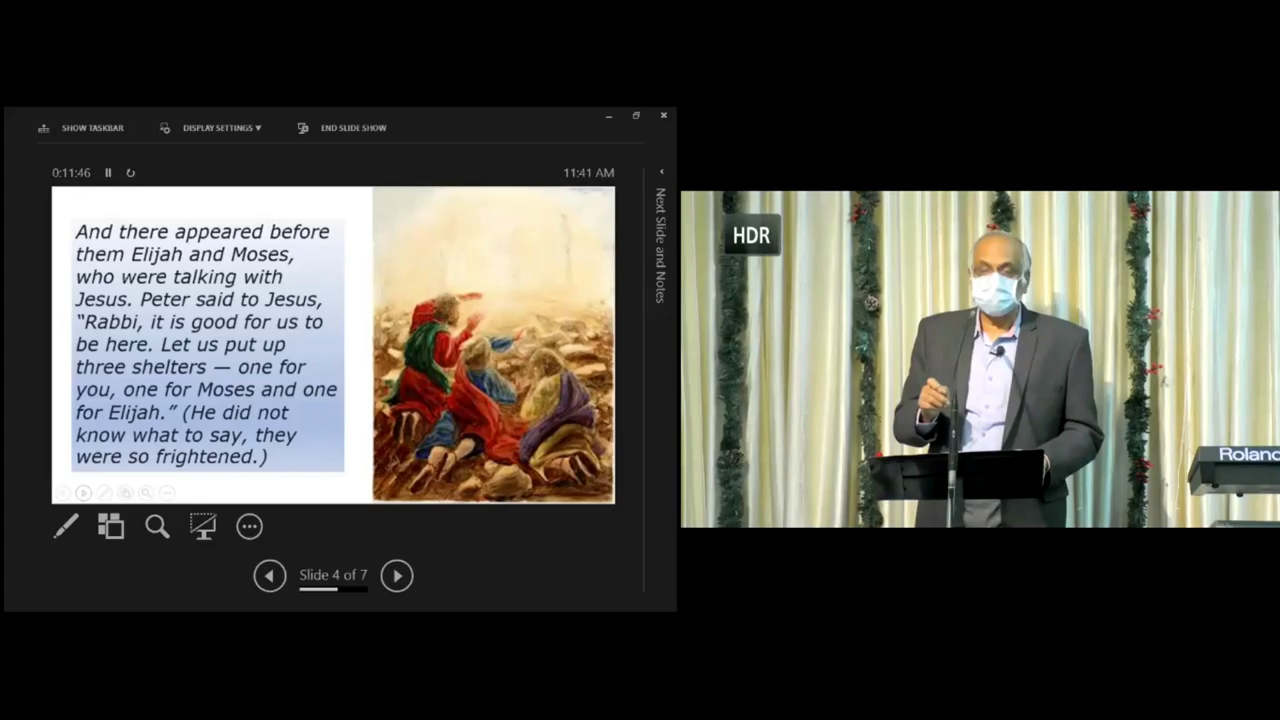 SHOW TASKBAR
DISPLAY SETTINGS ▼
END SLIDE SHOW
0:11:46
11:41 AM
And there appeared before
them Elijah and Moses,
who were talking with
Jesus. Peter said to Jesus,
“Rabbi, it is good for us to
be here. Let us put up
three shelters — one for
you, one for Moses and one
for Elijah.” (He did not
know what to say, they
were so frightened.)
Next Slide and Notes
Slide 4 of 7
HDR
Roland